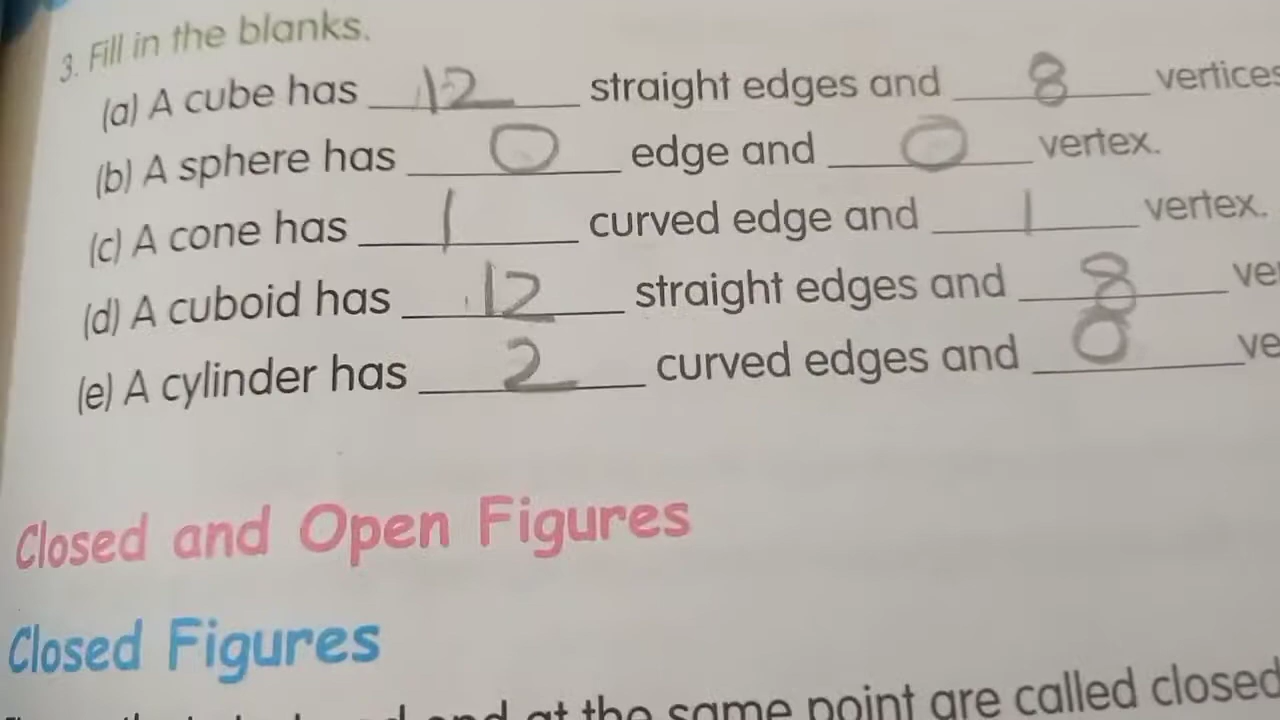 3. Fill in the blanks.
(a) A cube has 12 straight edges and 8 vertices
(b) A sphere has 0 edge and 0 vertex.
(c) A cone has 1 curved edge and 1 vertex.
(d) A cuboid has 12 straight edges and 8
(e) A cylinder has 2 curved edges and 0
Closed and Open Figures
Closed Figures
and at the same point are called closed